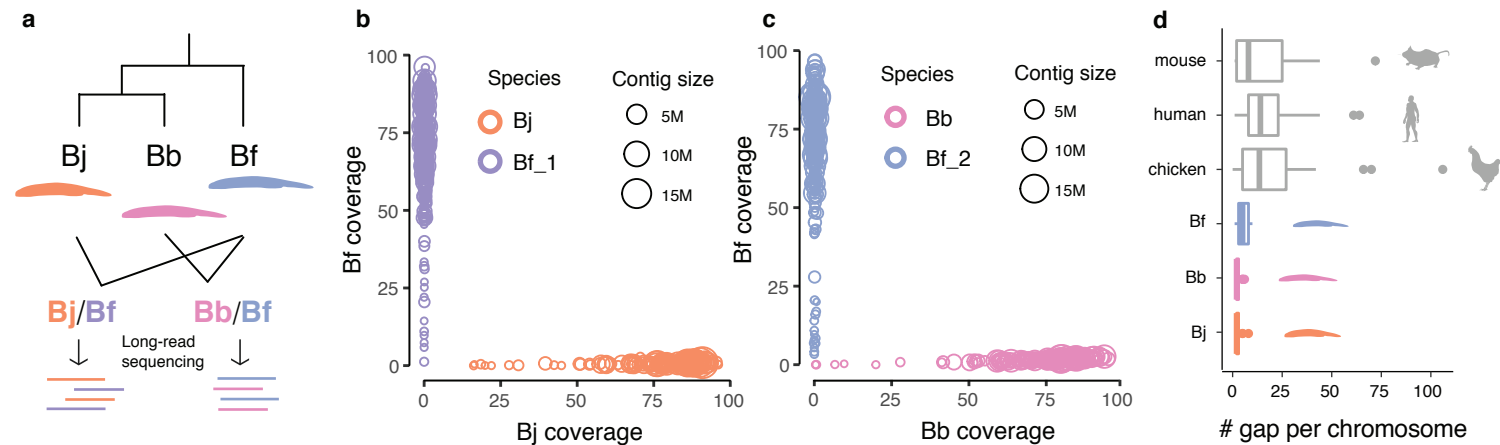 a
Bj Bb Bf
Bj/Bf Bb/Bf
Long-read
sequencing
b
Bf coverage
100
75
50
25
0
0 25 50 75 100
Bj coverage
Species
Bj
Bf_1
Contig size
5M
10M
15M
c
Bf coverage
100
75
50
25
0
0 25 50 75 100
Bb coverage
Species
Bb
Bf_2
Contig size
5M
10M
15M
d
mouse
human
chicken
Bf
Bb
Bj
0 25 50 75 100
# gap per chromosome